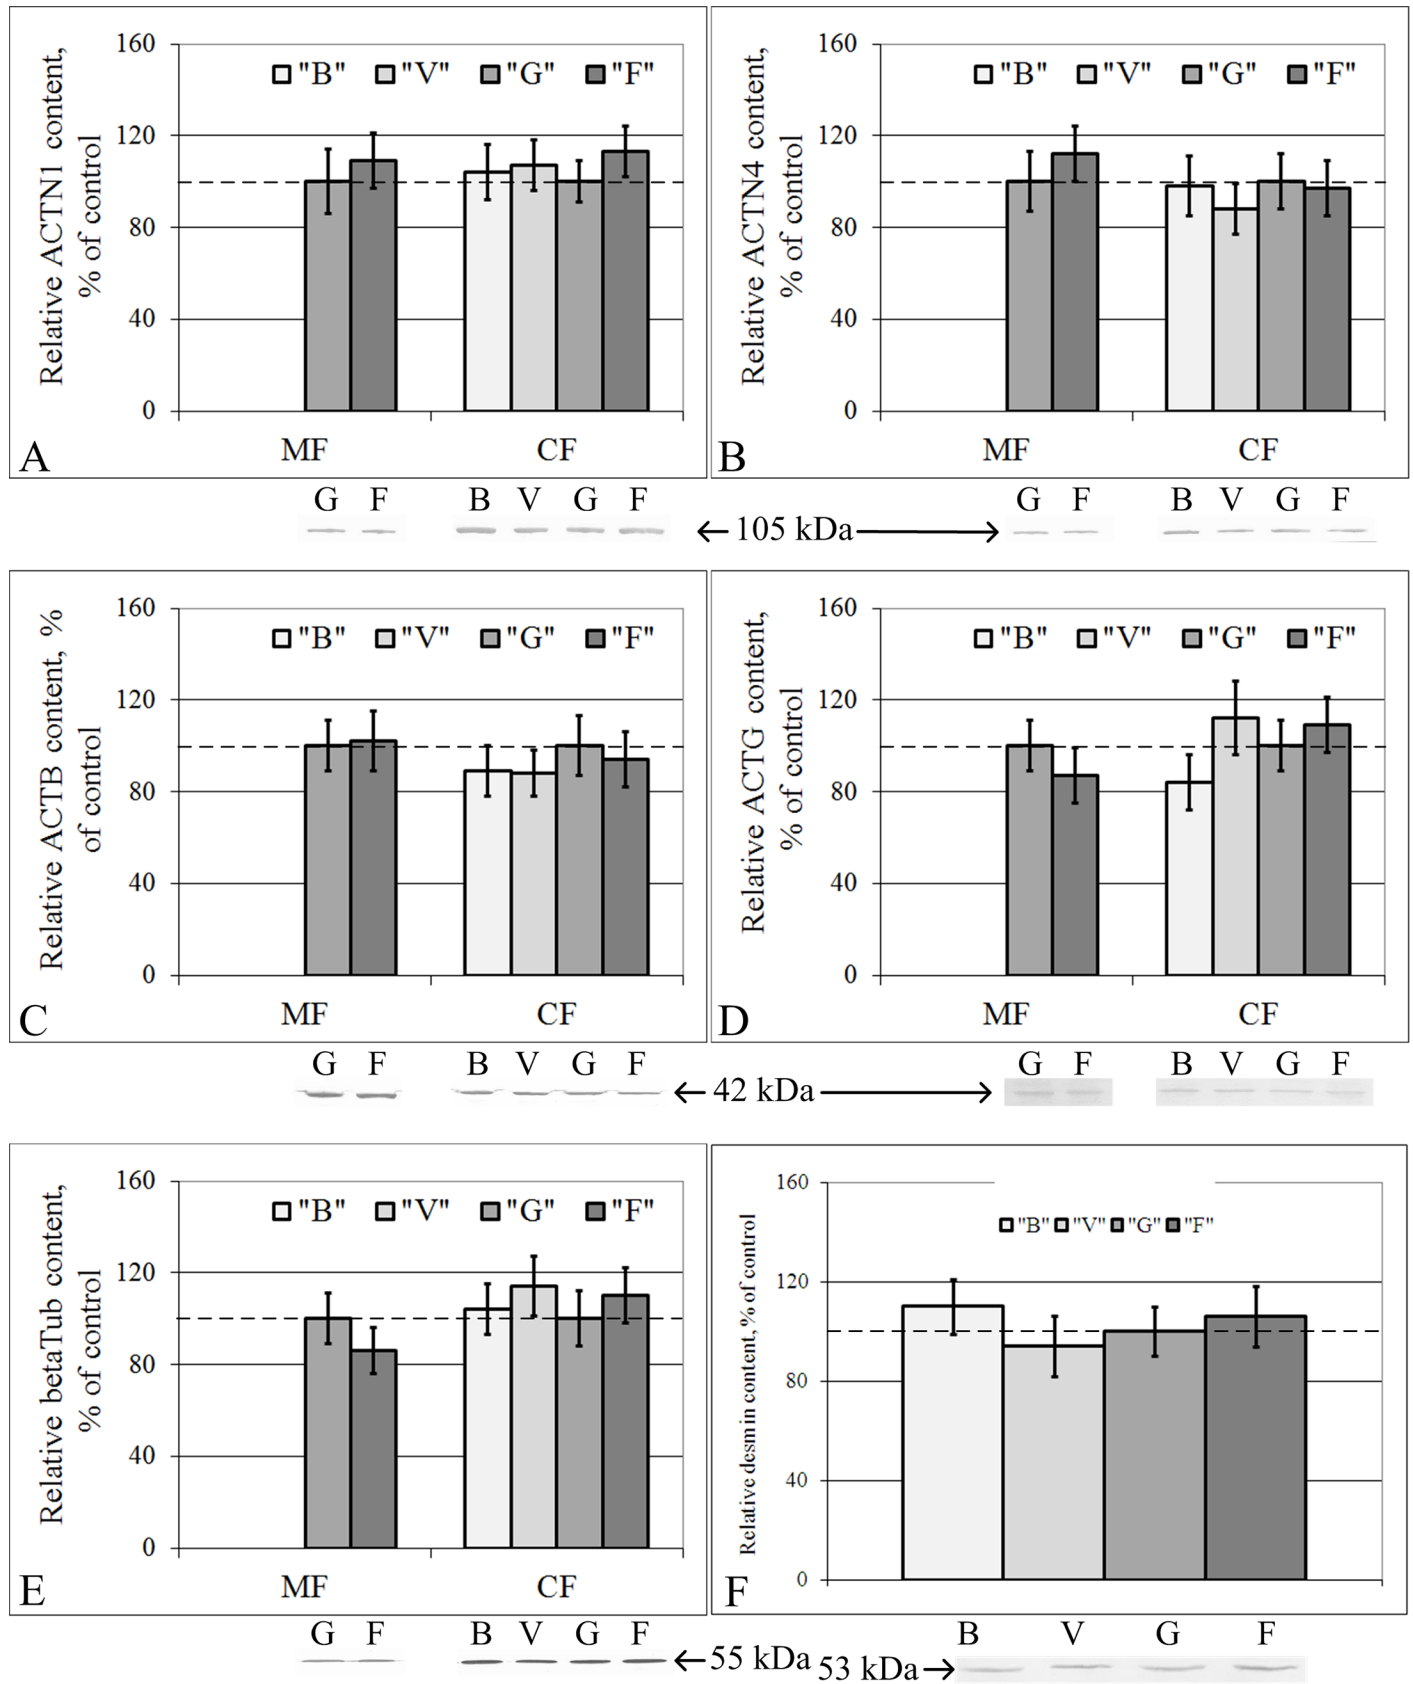 Relative ACTN1 content,
% of control
160
120
80
40
0
"B" "V" "G" "F"
MF CF
A
Relative ACTN4 content,
% of control
160
120
80
40
0
"B" "V" "G" "F"
MF CF
B
G F B V G F
105 kDa
G F B V G F
Relative ACTB content, %
of control
160
120
80
40
0
"B" "V" "G" "F"
MF CF
C
Relative ACTG content,
% of control
160
120
80
40
0
"B" "V" "G" "F"
MF CF
D
G F B V G F
42 kDa
G F B V G F
Relative betaTub content,
% of control
160
120
80
40
0
"B" "V" "G" "F"
MF CF
E
Relative desmin content, % of control
160
120
80
40
0
"B" "V" "G" "F"
F
G F B V G F
55 kDa
53 kDa
B V G F